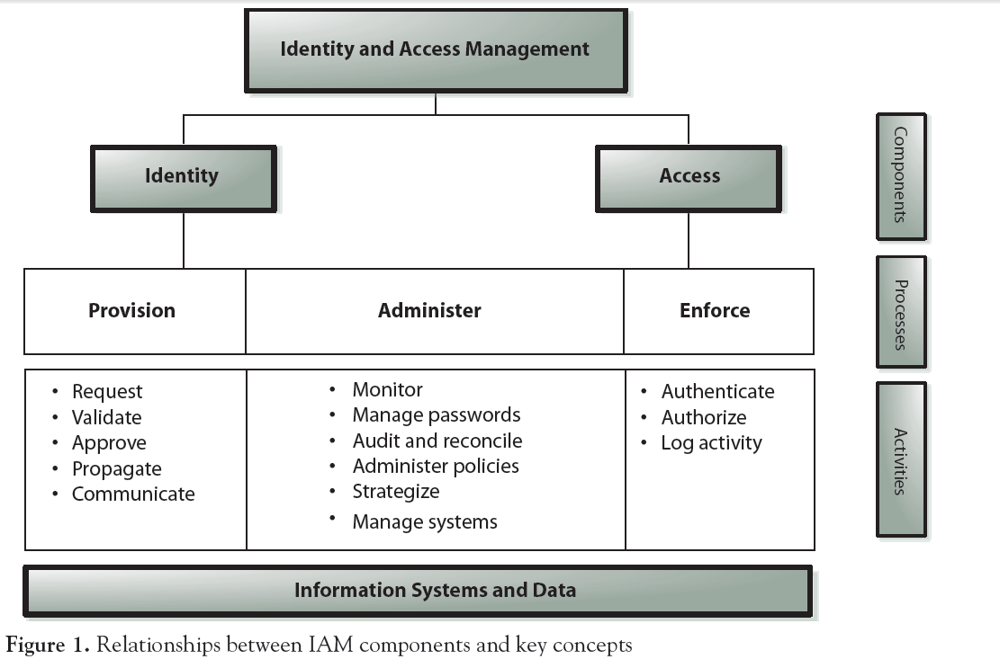 Identity and Access Management
Identity
Access
Components
Provision
Administer
Enforce
Processes
• Request
• Validate
• Approve
• Propagate
• Communicate
• Monitor
• Manage passwords
• Audit and reconcile
• Administer policies
• Strategize
• Manage systems
• Authenticate
• Authorize
• Log activity
Activities
Information Systems and Data
Figure 1. Relationships between IAM components and key concepts